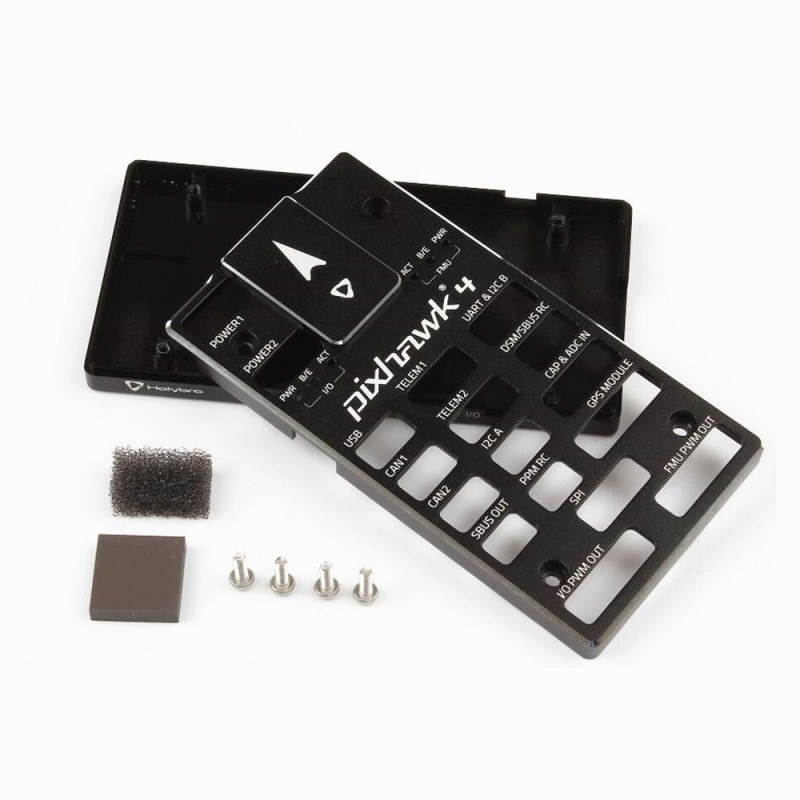 PWR
B/E
ACT
FMU
UART & I2C B
DSM/SBUS RC
CAP & ADC IN
GPS MODULE
FMU PWM OUT
POWER1
POWER2
pixhawk® 4
ACT
B/E
PWR
I/O
TELEM1
TELEM2
I/O
USB
I2C A
CAN1
PPM RC
CAN2
SPI
SBUS OUT
I/O PWM OUT
Holybro